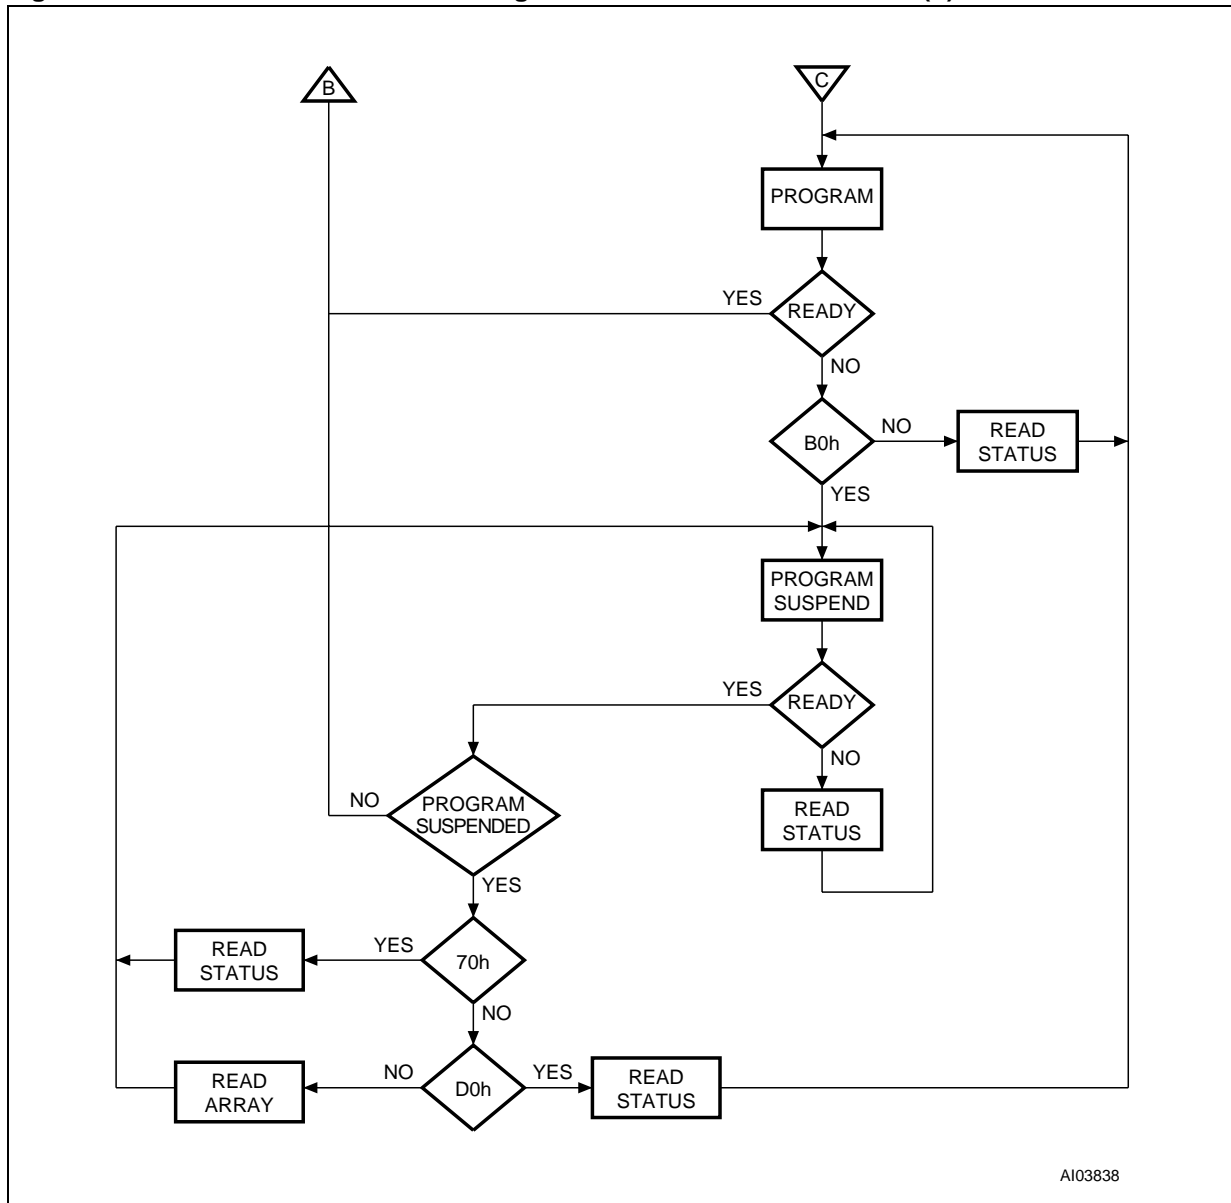 B
C
PROGRAM
YES
READY
NO
B0h
NO
READ
STATUS
YES
PROGRAM
SUSPEND
YES
READY
NO
NO
PROGRAM
SUSPENDED
READ
STATUS
YES
READ
STATUS
YES
70h
NO
READ
ARRAY
NO
D0h
YES
READ
STATUS
AI03838